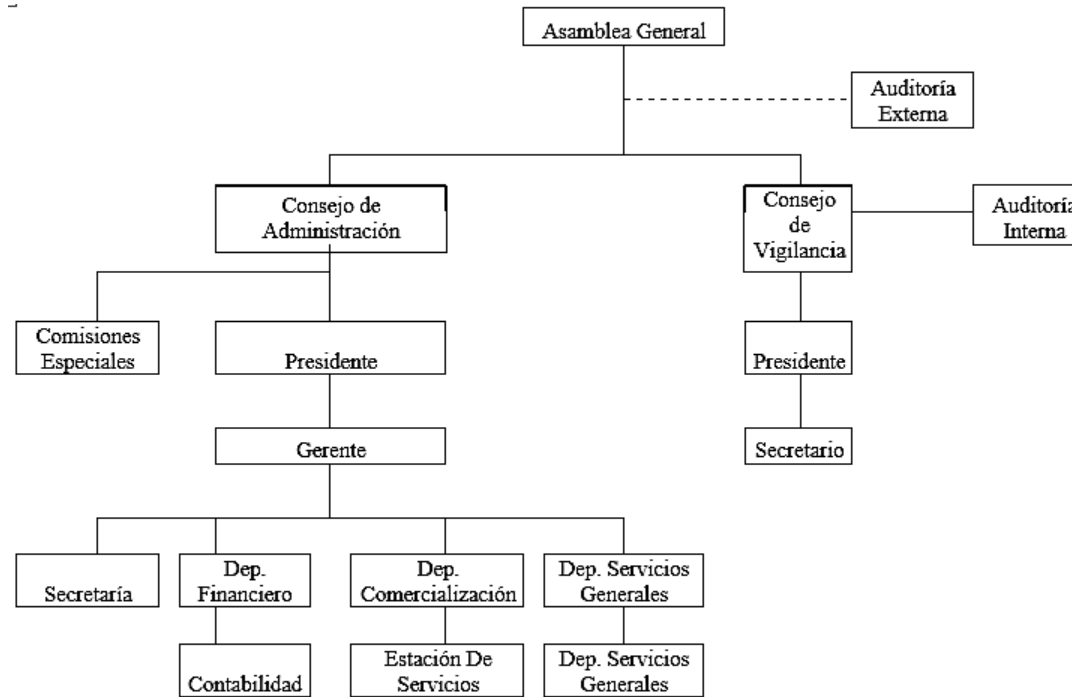 Asamblea General
Auditoría
Externa
Consejo de
Administración
Consejo
de
Vigilancia
Auditoría
Interna
Comisiones
Especiales
Presidente
Presidente
Gerente
Secretario
Secretaría
Dep.
Financiero
Dep.
Comercialización
Dep. Servicios
Generales
Contabilidad
Estación De
Servicios
Dep. Servicios
Generales